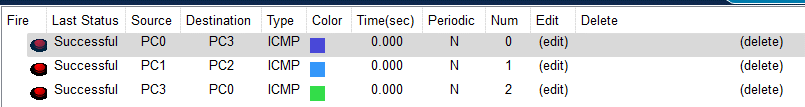 Fire Last Status Source Destination Type Color Time(sec) Periodic Num Edit Delete
Successful PC0 PC3 ICMP 0.000 N 0 (edit) (delete)
Successful PC1 PC2 ICMP 0.000 N 1 (edit) (delete)
Successful PC3 PC0 ICMP 0.000 N 2 (edit) (delete)